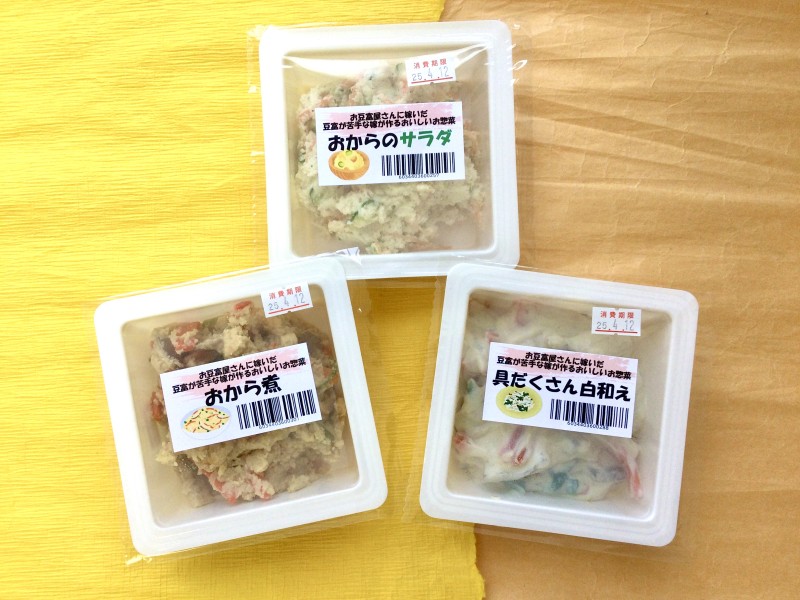 消費期限
25.4.12
お豆富屋さんに嫁いだ
豆富が苦手な嫁が作るおいしいお惣菜
おからのサラダ
消費期限
25.4.12
お豆富屋さんに嫁いだ
豆富が苦手な嫁が作るおいしいお惣菜
おから煮
消費期限
25.4.12
お豆富屋さんに嫁いだ
豆富が苦手な嫁が作るおいしいお惣菜
具だくさん白和え